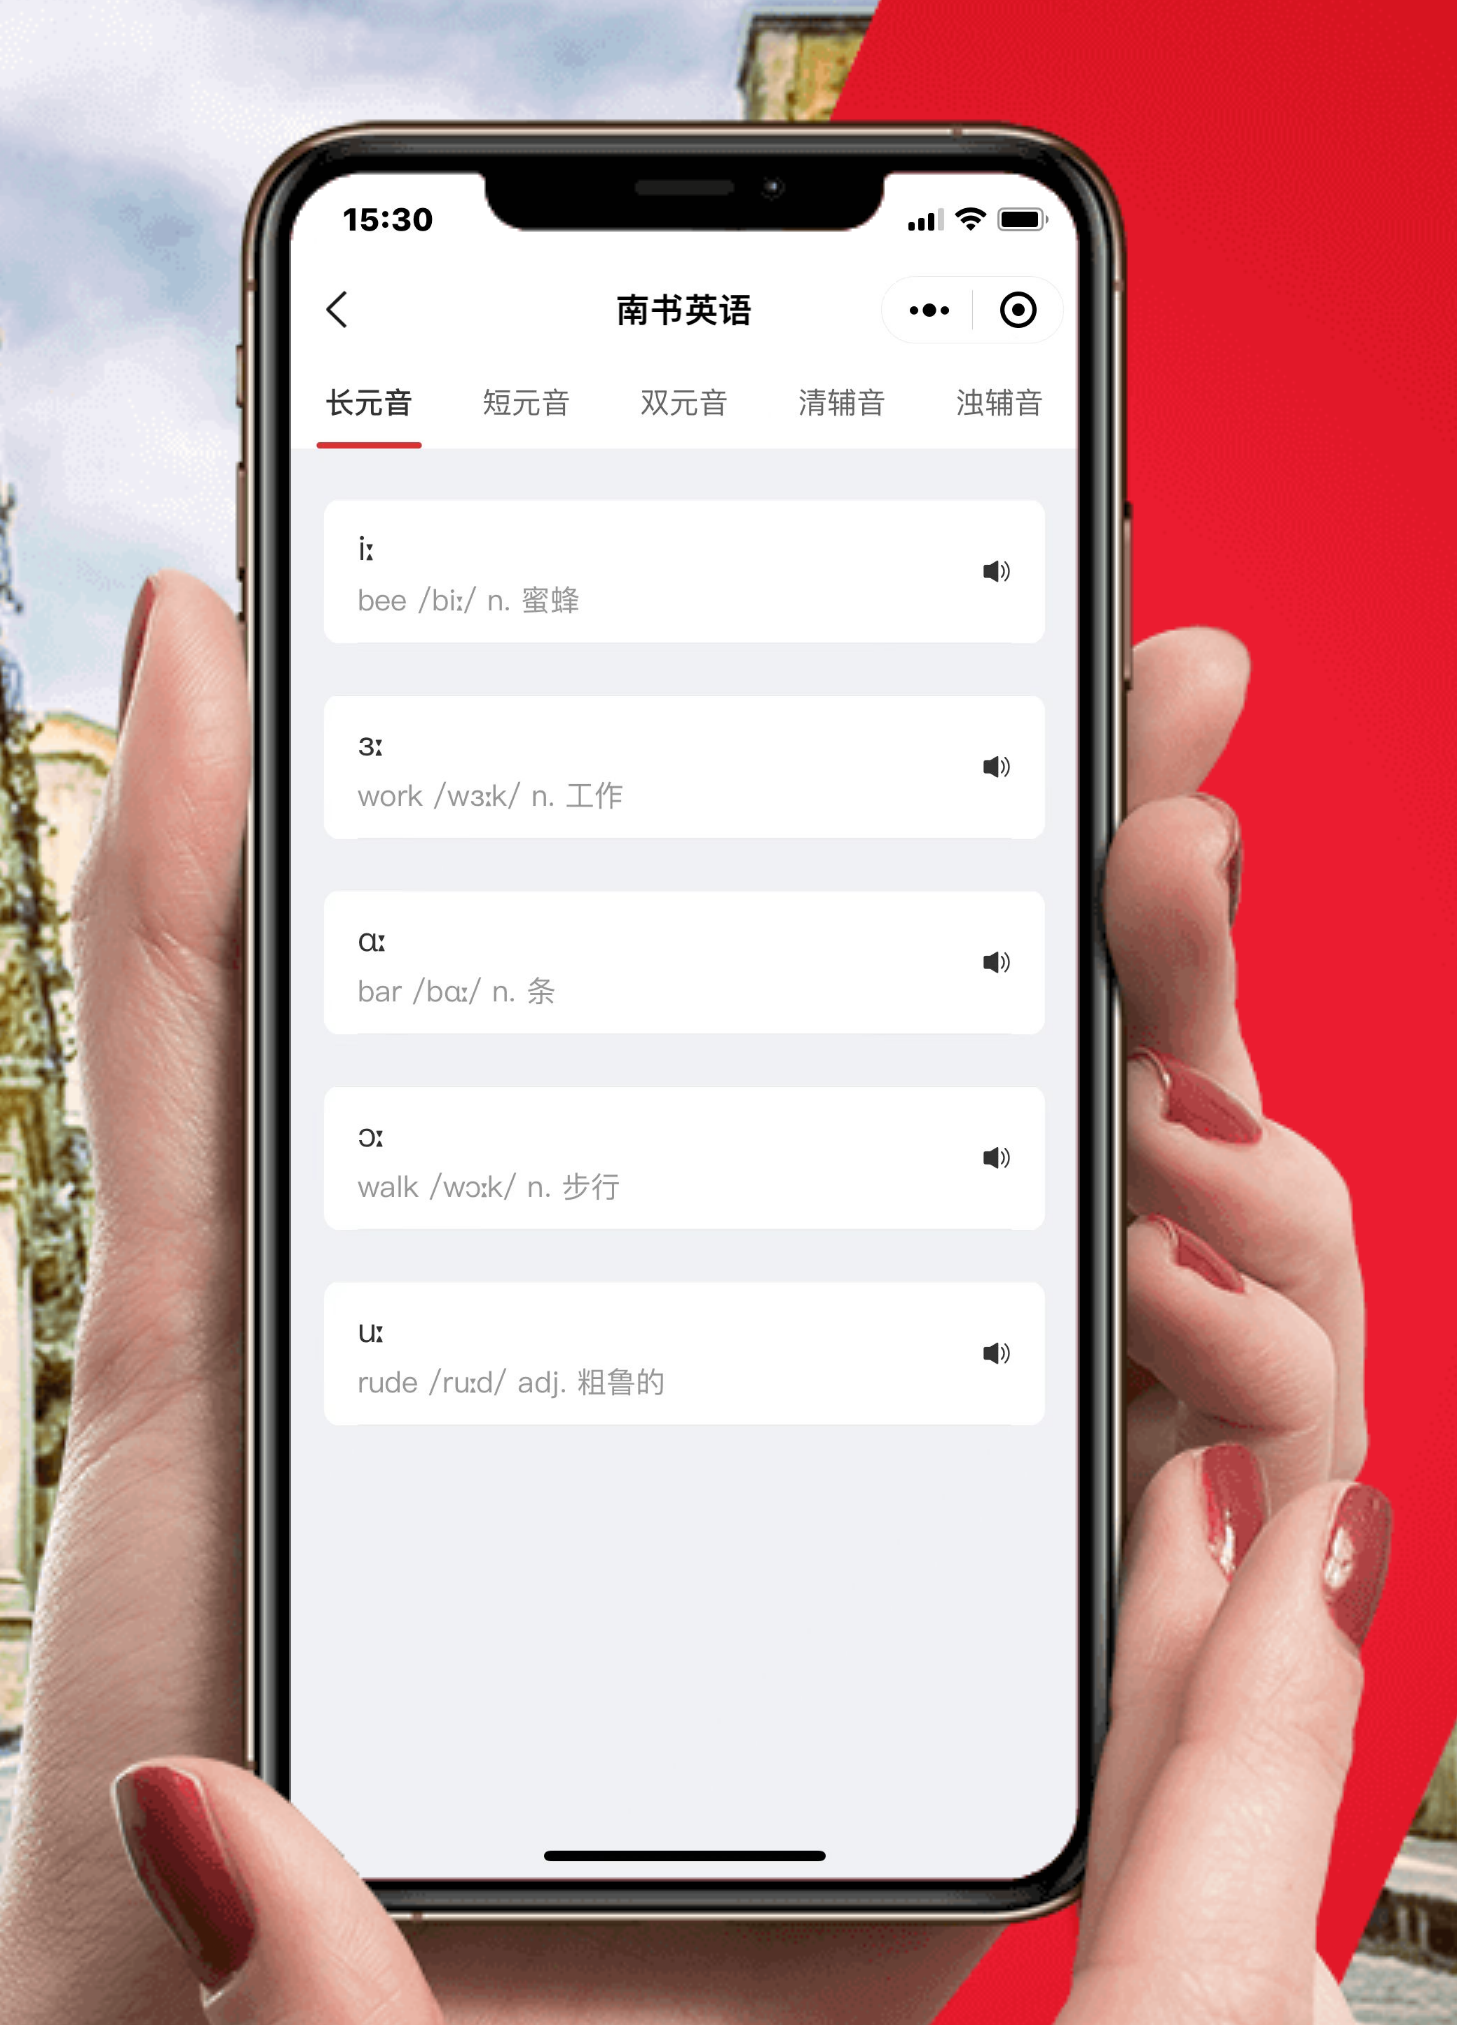 15:30
南书英语
长元音 短元音 双元音 清辅音 浊辅音
iː
bee /biː/ n. 蜜蜂
ɜː
work /wɜːk/ n. 工作
ɑː
bar /bɑː/ n. 条
ɔː
walk /wɔːk/ n. 步行
uː
rude /ruːd/ adj. 粗鲁的